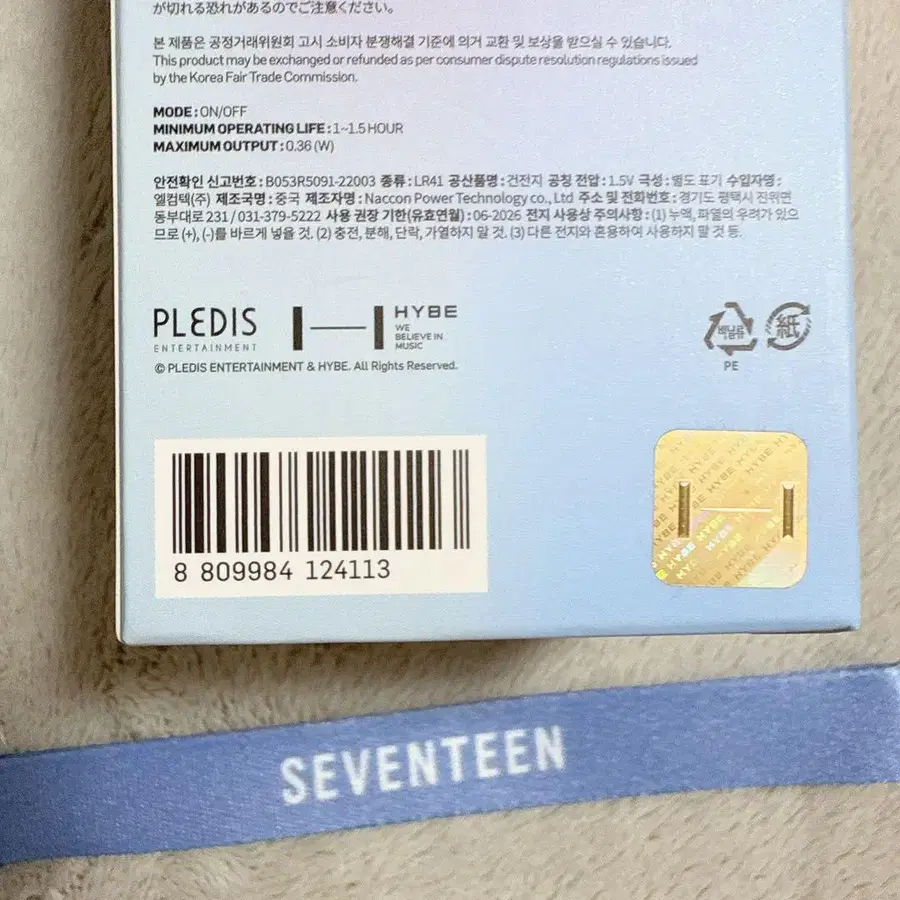 が切れる恐れがあるのでご注意ください。
본 제품은 공정거래위원회 고시 소비자 분쟁해결 기준에 의거 교환 및 보상을 받으실 수 있습니다.
This product may be exchanged or refunded as per consumer dispute resolution regulations issued
by the Korea Fair Trade Commission.
MODE : ON/OFF
MINIMUM OPERATING LIFE : 1~1.5 HOUR
MAXIMUM OUTPUT : 0.36 (W)
안전확인 신고번호 : B053R5091-22003 종류 : LR41 공산품명 : 건전지 공칭 전압 : 1.5V 극성 : 별도 표기 수입자명 :
엘컴텍(주) 제조국명 : 중국 제조자명 : Naccon Power Technology co., Ltd 주소 및 전화번호 : 경기도 평택시 진위면
동부대로 231 / 031-379-5222 사용 권장 기한(유효연월) : 06-2026 전지 사용상 주의사항 : (1) 누액, 파열의 우려가 있으
므로 (+), (-)를 바르게 넣을 것. (2) 충전, 분해, 단락, 가열하지 말 것. (3) 다른 전지와 혼용하여 사용하지 말 것 등.
PLEDIS
ENTERTAINMENT
HYBE
WE
BELIEVE IN
MUSIC
© PLEDIS ENTERTAINMENT & HYBE. All Rights Reserved.
비닐류
PE
紙
8 809984 124113
HYBE HYBE HYBE
HYBE HYBE
SEVENTEEN